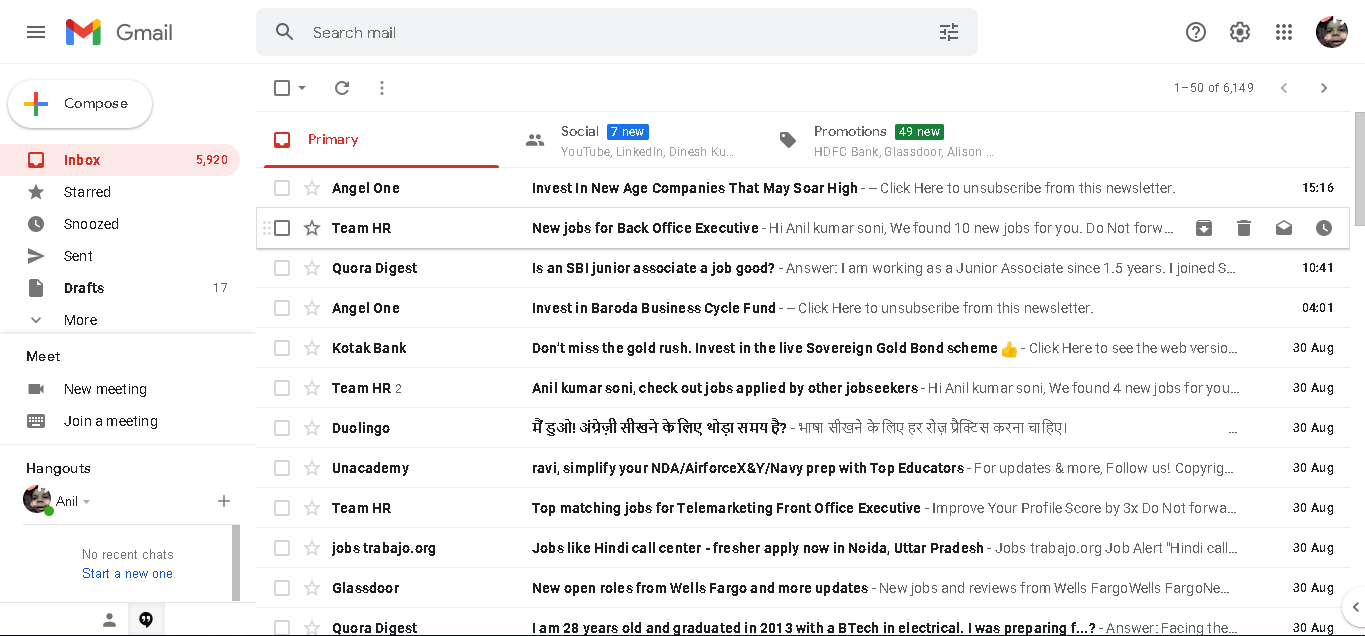 Gmail
Search mail
Compose
1–50 of 6,149
Primary
Social 7 new
YouTube, LinkedIn, Dinesh Ku...
Promotions 49 new
HDFC Bank, Glassdoor, Alison ...
Inbox 5,920
Starred
Snoozed
Sent
Drafts 17
More
Meet
New meeting
Join a meeting
Hangouts
Anil
No recent chats
Start a new one
Angel One Invest In New Age Companies That May Soar High - -- Click Here to unsubscribe from this newsletter. 15:16
Team HR New jobs for Back Office Executive - Hi Anil kumar soni, We found 10 new jobs for you. Do Not forw...
Quora Digest Is an SBI junior associate a job good? - Answer: I am working as a Junior Associate since 1.5 years. I joined S... 10:41
Angel One Invest in Baroda Business Cycle Fund - -- Click Here to unsubscribe from this newsletter. 04:01
Kotak Bank Don’t miss the gold rush. Invest in the live Sovereign Gold Bond scheme 👍 - Click Here to see the web versio... 30 Aug
Team HR 2 Anil kumar soni, check out jobs applied by other jobseekers - Hi Anil kumar soni, We found 4 new jobs for you... 30 Aug
Duolingo मैं डुओ! अंग्रेज़ी सीखने के लिए थोड़ा समय है? - भाषा सीखने के लिए हर रोज़ प्रैक्टिस करना चाहिए। ... 30 Aug
Unacademy ravi, simplify your NDA/AirforceX&Y/Navy prep with Top Educators - For updates & more, Follow us! Copyrig... 30 Aug
Team HR Top matching jobs for Telemarketing Front Office Executive - Improve Your Profile Score by 3x Do Not forwa... 30 Aug
jobs trabajo.org Jobs like Hindi call center - fresher apply now in Noida, Uttar Pradesh - Jobs trabajo.org Job Alert "Hindi call... 30 Aug
Glassdoor New open roles from Wells Fargo and more updates - New jobs and reviews from Wells FargoWells FargoNe... 30 Aug
Quora Digest I am 28 years old and graduated in 2013 with a BTech in electrical. I was preparing f...? - Answer: Facing the... 30 Aug